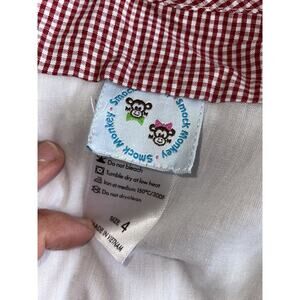 Smock Monkey • Smock Monkey •
Do not bleach
Tumble dry at low heat
Iron at medium 150°C/300F
Do not dryclean
SIZE 4
MADE IN VIETNAM